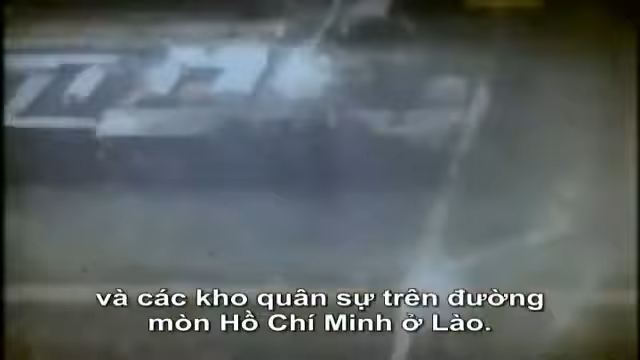 và các kho quân sự trên đường
mòn Hồ Chí Minh ở Lào.